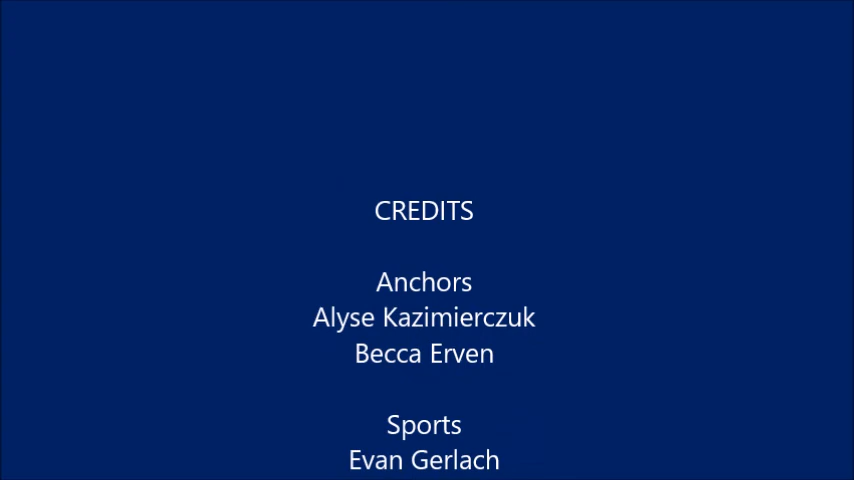 CREDITS
Anchors
Alyse Kazimierczuk
Becca Erven
Sports
Evan Gerlach